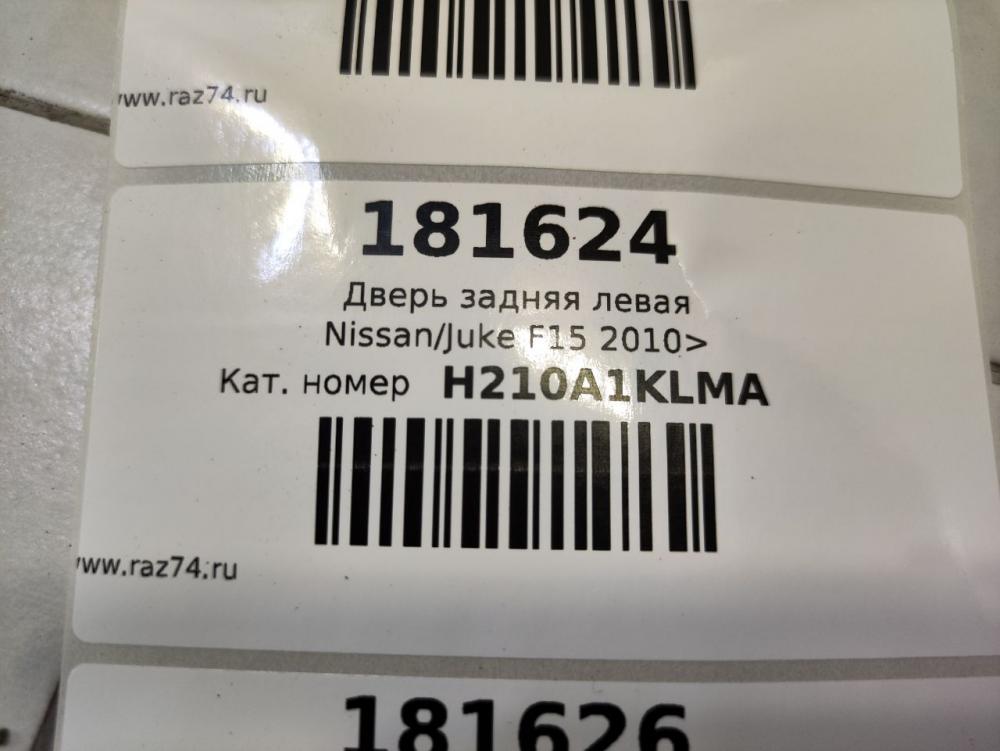 www.raz74.ru
181624
Дверь задняя левая
Nissan/Juke F15 2010>
Кат. номер H210A1KLMA
www.raz74.ru
181626